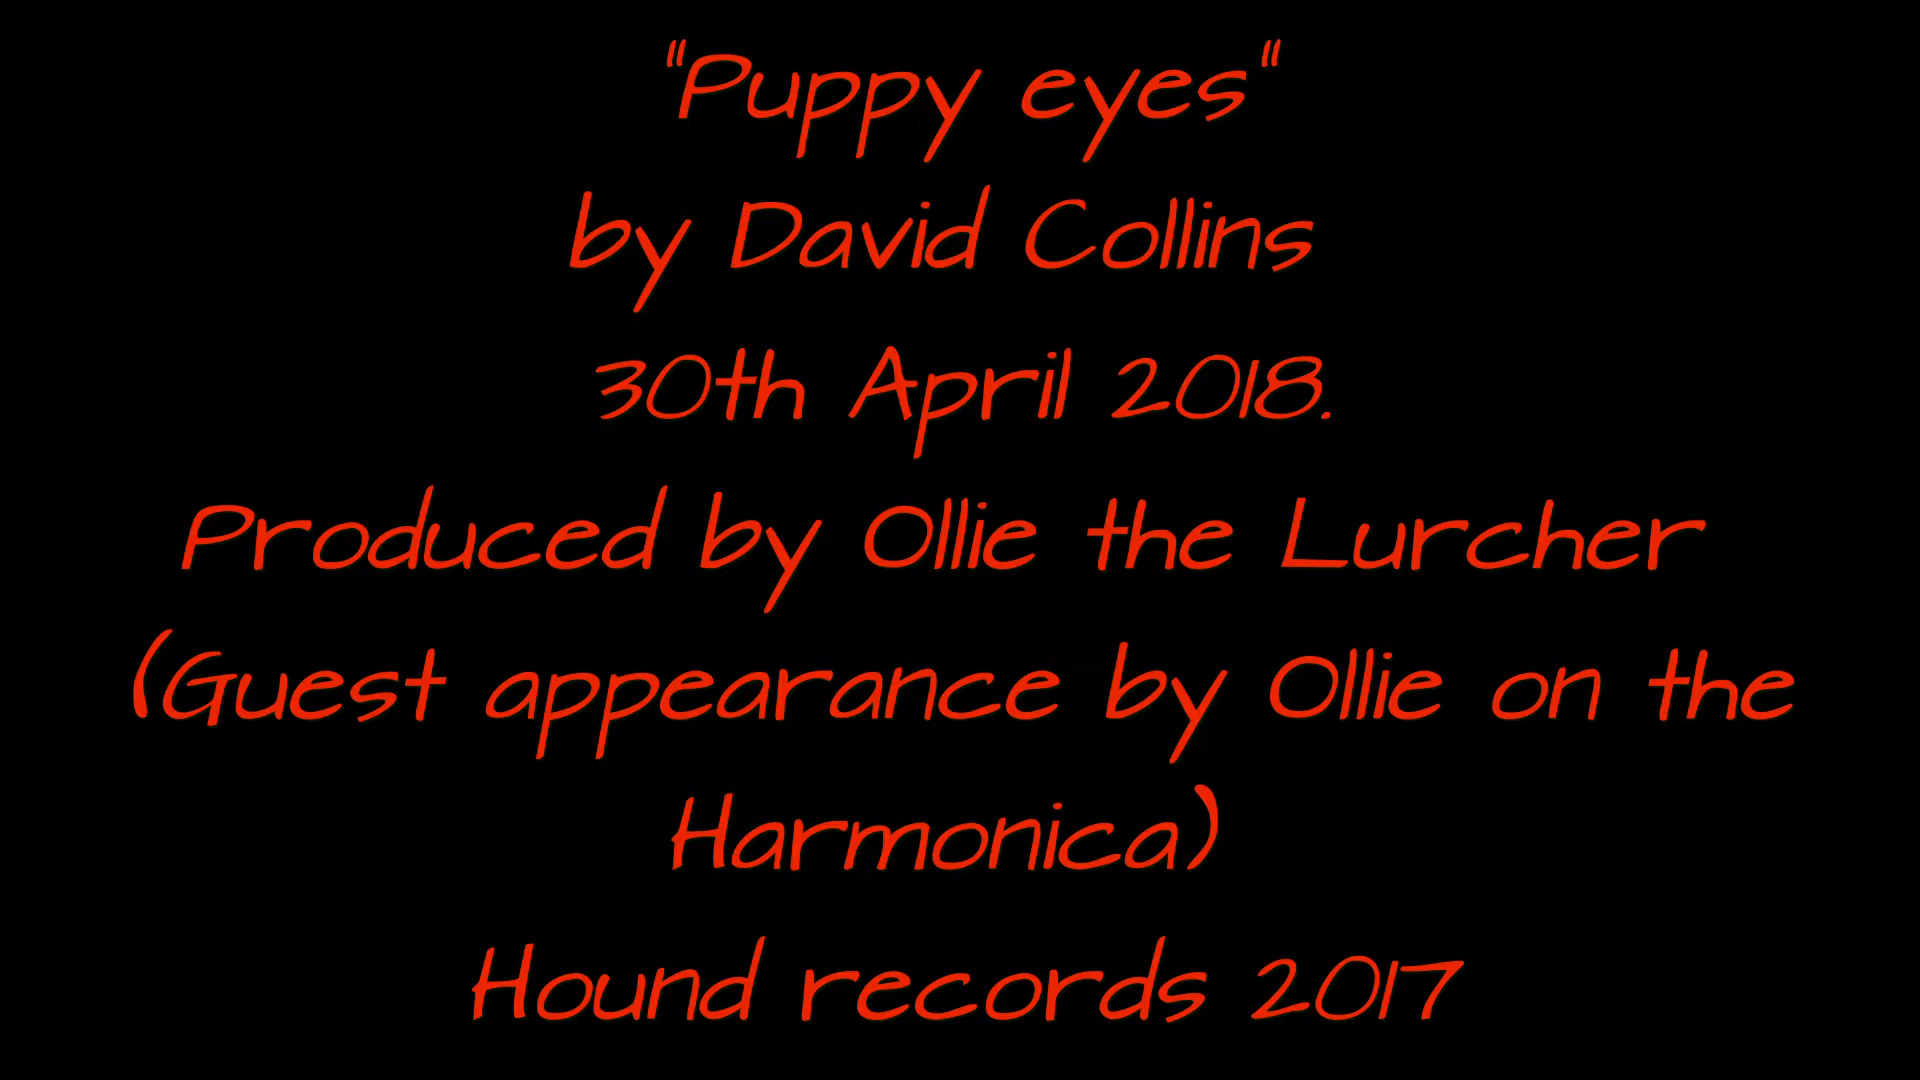 "Puppy eyes"
by David Collins
30th April 2018.
Produced by Ollie the Lurcher
(Guest appearance by Ollie on the
Harmonica)
Hound records 2017